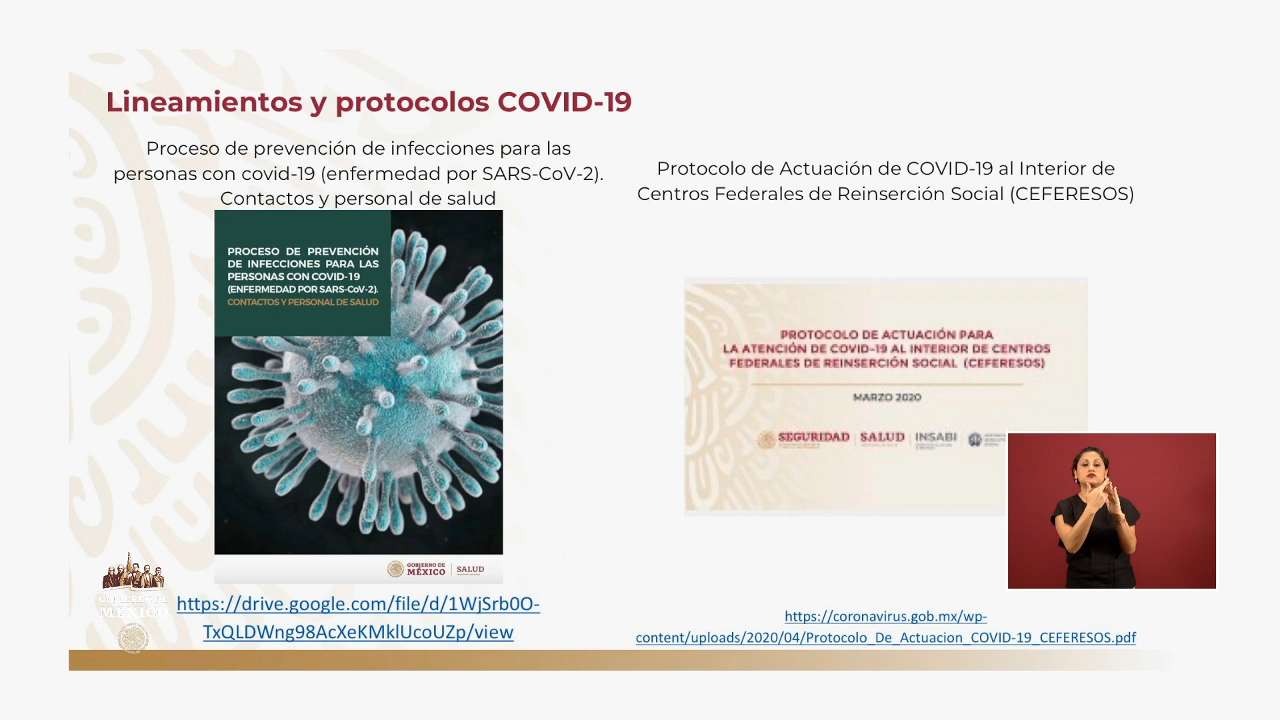 Lineamientos y protocolos COVID-19
Proceso de prevención de infecciones para las
personas con covid-19 (enfermedad por SARS-CoV-2).
Contactos y personal de salud
PROCESO DE PREVENCIÓN
DE INFECCIONES PARA LAS
PERSONAS CON COVID-19
(ENFERMEDAD POR SARS-CoV-2).
CONTACTOS Y PERSONAL DE SALUD
GOBIERNO DE
MÉXICO
SALUD
https://drive.google.com/file/d/1WjSrb0O-
TxQLDWng98AcXeKMklUcoUZp/view
Protocolo de Actuación de COVID-19 al Interior de
Centros Federales de Reinserción Social (CEFERESOS)
PROTOCOLO DE ACTUACIÓN PARA
LA ATENCIÓN DE COVID-19 AL INTERIOR DE CENTROS
FEDERALES DE REINSERCIÓN SOCIAL (CEFERESOS)
MARZO 2020
SEGURIDAD SALUD INSABI
https://coronavirus.gob.mx/wp-
content/uploads/2020/04/Protocolo_De_Actuacion_COVID-19_CEFERESOS.pdf
GOBIERNO DE
MÉXICO